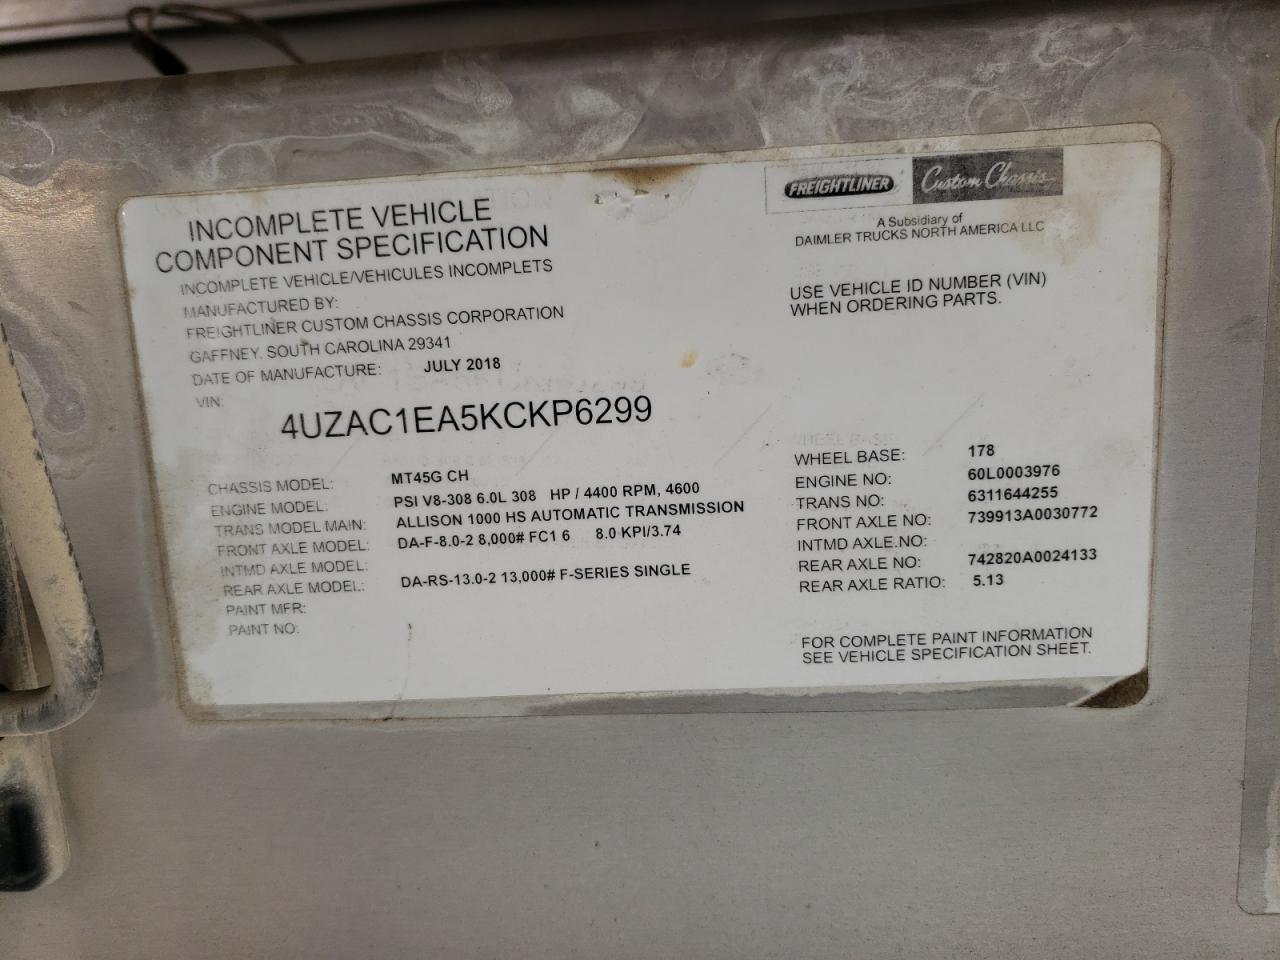 INCOMPLETE VEHICLE
COMPONENT SPECIFICATION
INCOMPLETE VEHICLE/VEHICULES INCOMPLETS
MANUFACTURED BY:
FREIGHTLINER CUSTOM CHASSIS CORPORATION
GAFFNEY, SOUTH CAROLINA 29341
DATE OF MANUFACTURE: JULY 2018
VIN:
4UZAC1EA5KCKP6299
CHASSIS MODEL: MT45G CH
ENGINE MODEL: PSI V8-308 6.0L 308 HP / 4400 RPM, 4600
TRANS MODEL MAIN: ALLISON 1000 HS AUTOMATIC TRANSMISSION
FRONT AXLE MODEL: DA-F-8.0-2 8,000# FC1 6 8.0 KPI/3.74
INTMD AXLE MODEL:
REAR AXLE MODEL: DA-RS-13.0-2 13,000# F-SERIES SINGLE
PAINT MFR:
PAINT NO:
FREIGHTLINER Custom Chassis
A Subsidiary of
DAIMLER TRUCKS NORTH AMERICA LLC
USE VEHICLE ID NUMBER (VIN)
WHEN ORDERING PARTS.
WHEEL BASE: 178
ENGINE NO: 60L0003976
TRANS NO: 6311644255
FRONT AXLE NO: 739913A0030772
INTMD AXLE.NO:
REAR AXLE NO: 742820A0024133
REAR AXLE RATIO: 5.13
FOR COMPLETE PAINT INFORMATION
SEE VEHICLE SPECIFICATION SHEET.